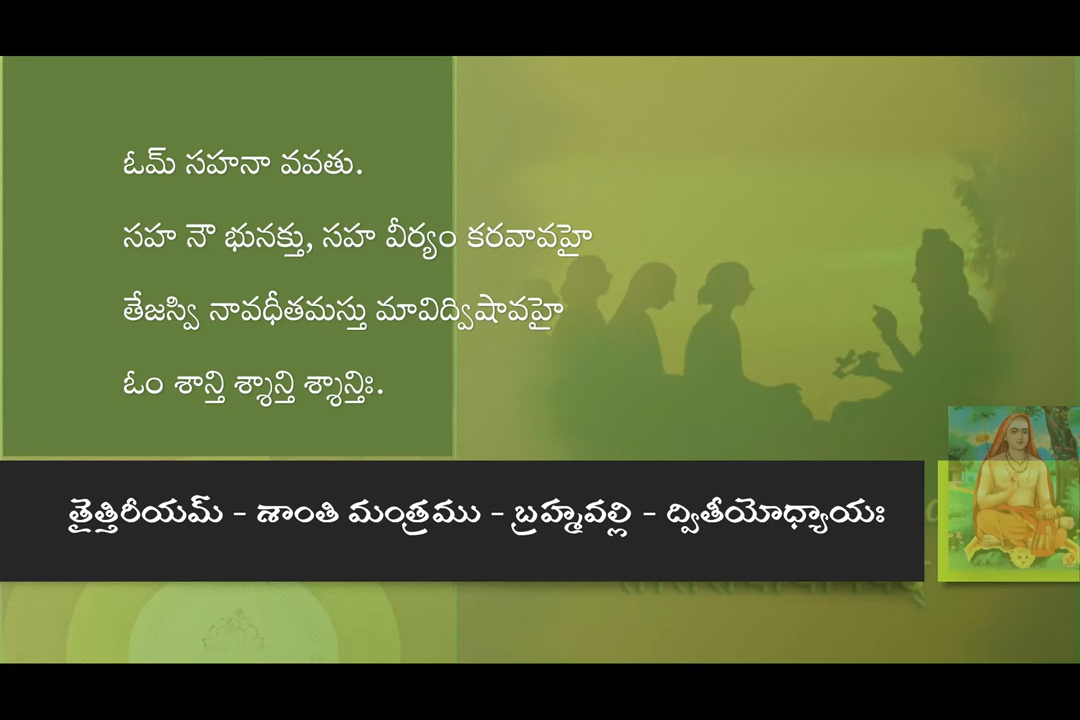 ఓమ్ సహనా వవతు.
సహ నౌ భునక్తు, సహ వీర్యం కరవావహై
తేజస్వి నావధీతమస్తు మావిద్విషావహై
ఓం శాన్తి శ్శాన్తి శ్శాన్తిః.
తైత్తిరీయమ్ - శాంతి మంత్రము - బ్రహ్మవల్లి - ద్వితీయోధ్యాయః